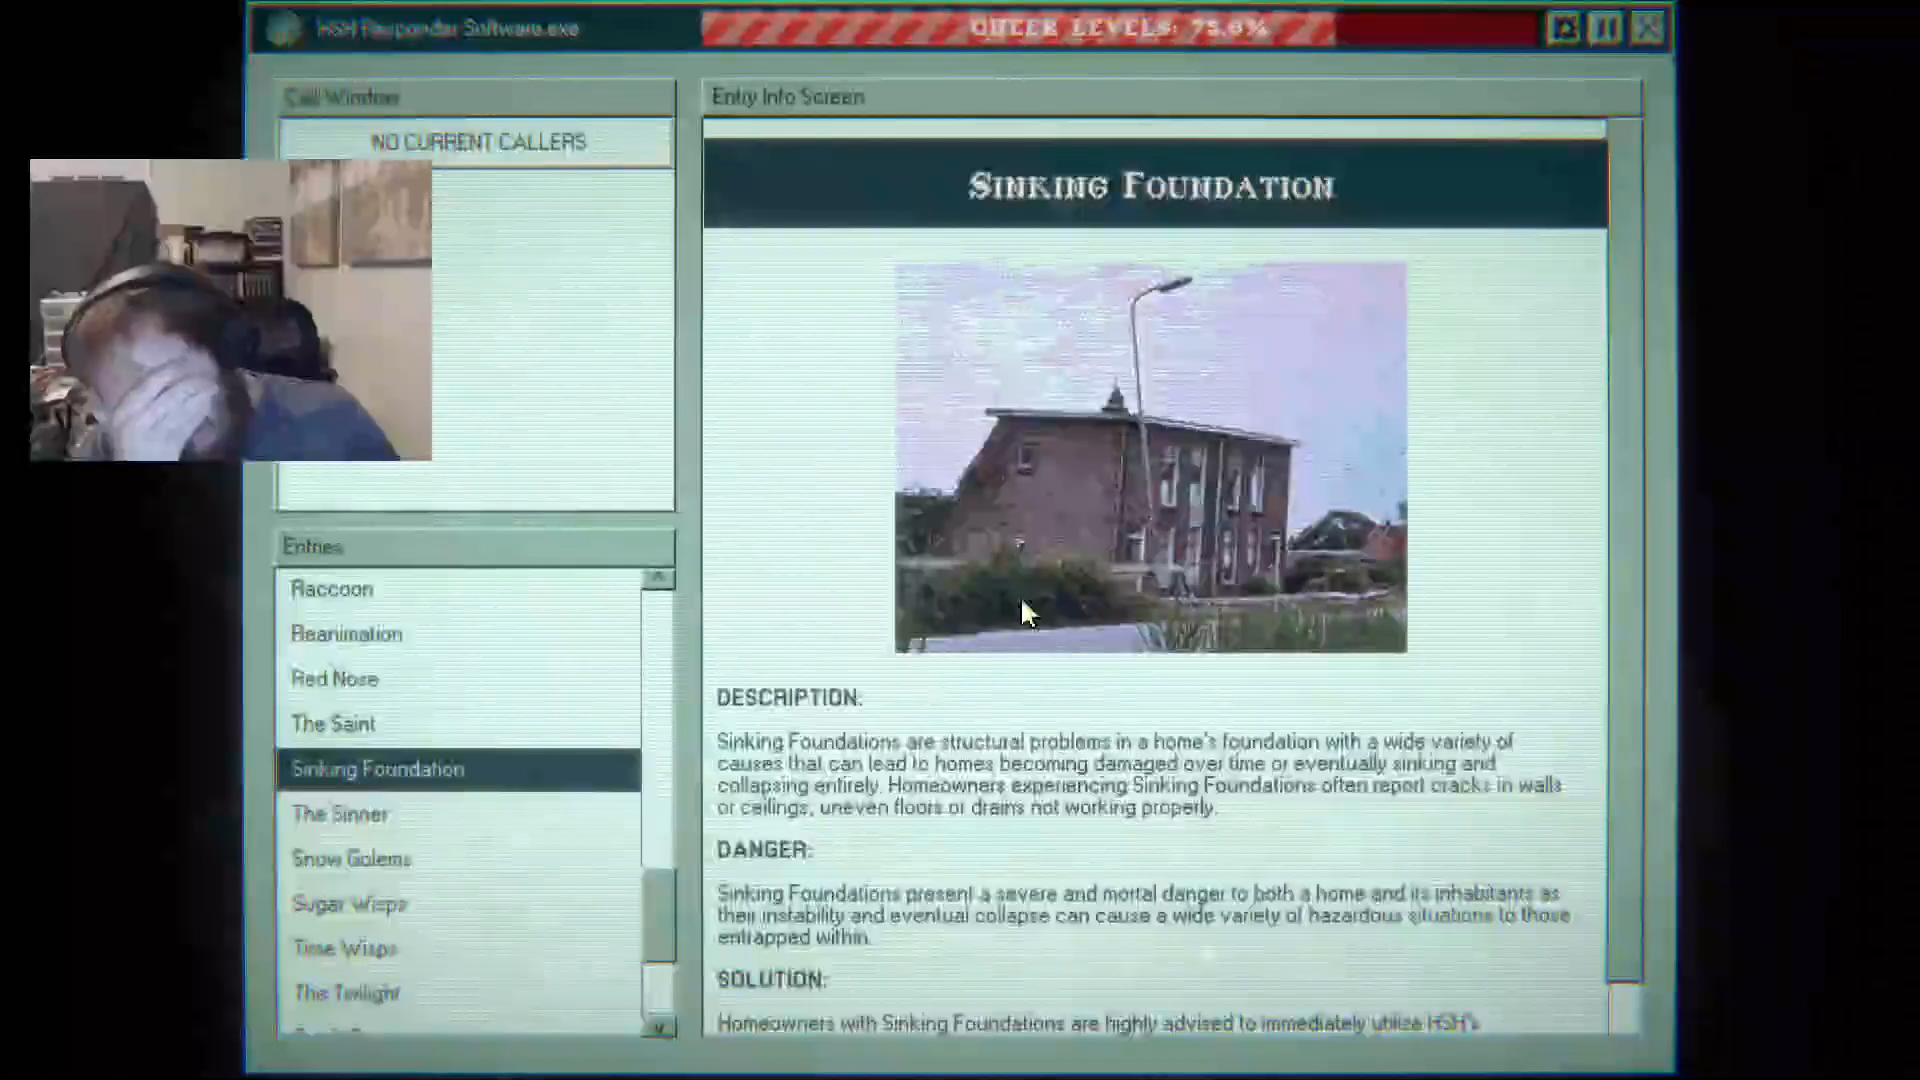 HSH Responder Software.exe
CHEER LEVELS: 75.6%
Call Window
NO CURRENT CALLERS
Entry Info Screen
SINKING FOUNDATION
Entries
Raccoon
Reanimation
Red Nose
The Saint
Sinking Foundation
The Sinner
Snow Golems
Sugar Wisps
Time Wisps
The Twilight
DESCRIPTION:
Sinking Foundations are structural problems in a home's foundation with a wide variety of
causes that can lead to homes becoming damaged over time or eventually sinking and
collapsing entirely. Homeowners experiencing Sinking Foundations often report cracks in walls
or ceilings, uneven floors or drains not working properly.
DANGER:
Sinking Foundations present a severe and mortal danger to both a home and its inhabitants as
their instability and eventual collapse can cause a wide variety of hazardous situations to those
entrapped within.
SOLUTION:
Homeowners with Sinking Foundations are highly advised to immediately utilize HSH's